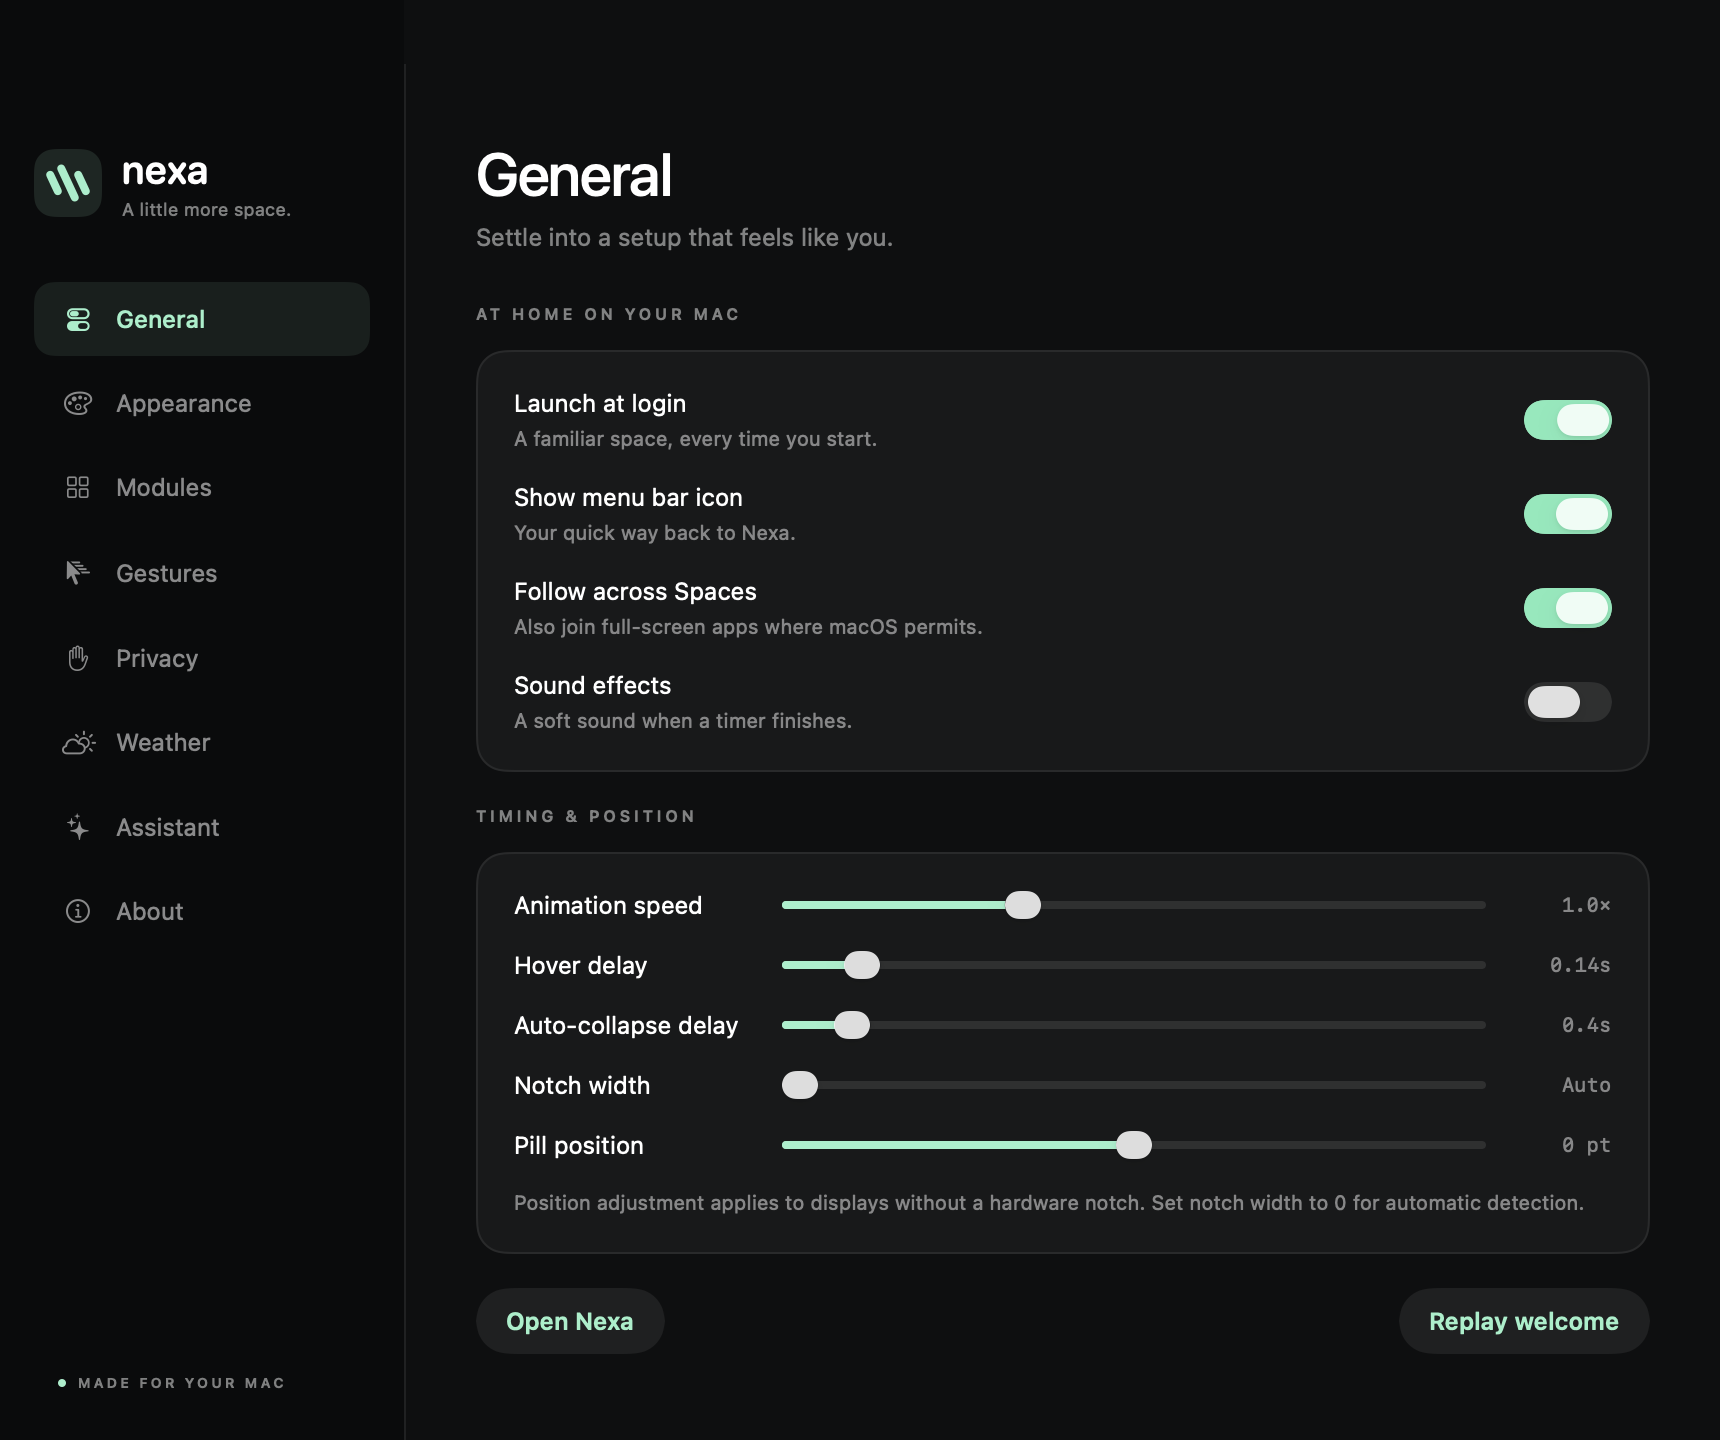 nexa
A little more space.
General
Appearance
Modules
Gestures
Privacy
Weather
Assistant
About
MADE FOR YOUR MAC
General
Settle into a setup that feels like you.
AT HOME ON YOUR MAC
Launch at login
A familiar space, every time you start.
Show menu bar icon
Your quick way back to Nexa.
Follow across Spaces
Also join full-screen apps where macOS permits.
Sound effects
A soft sound when a timer finishes.
TIMING & POSITION
Animation speed 1.0×
Hover delay 0.14s
Auto-collapse delay 0.4s
Notch width Auto
Pill position 0 pt
Position adjustment applies to displays without a hardware notch. Set notch width to 0 for automatic detection.
Open Nexa
Replay welcome